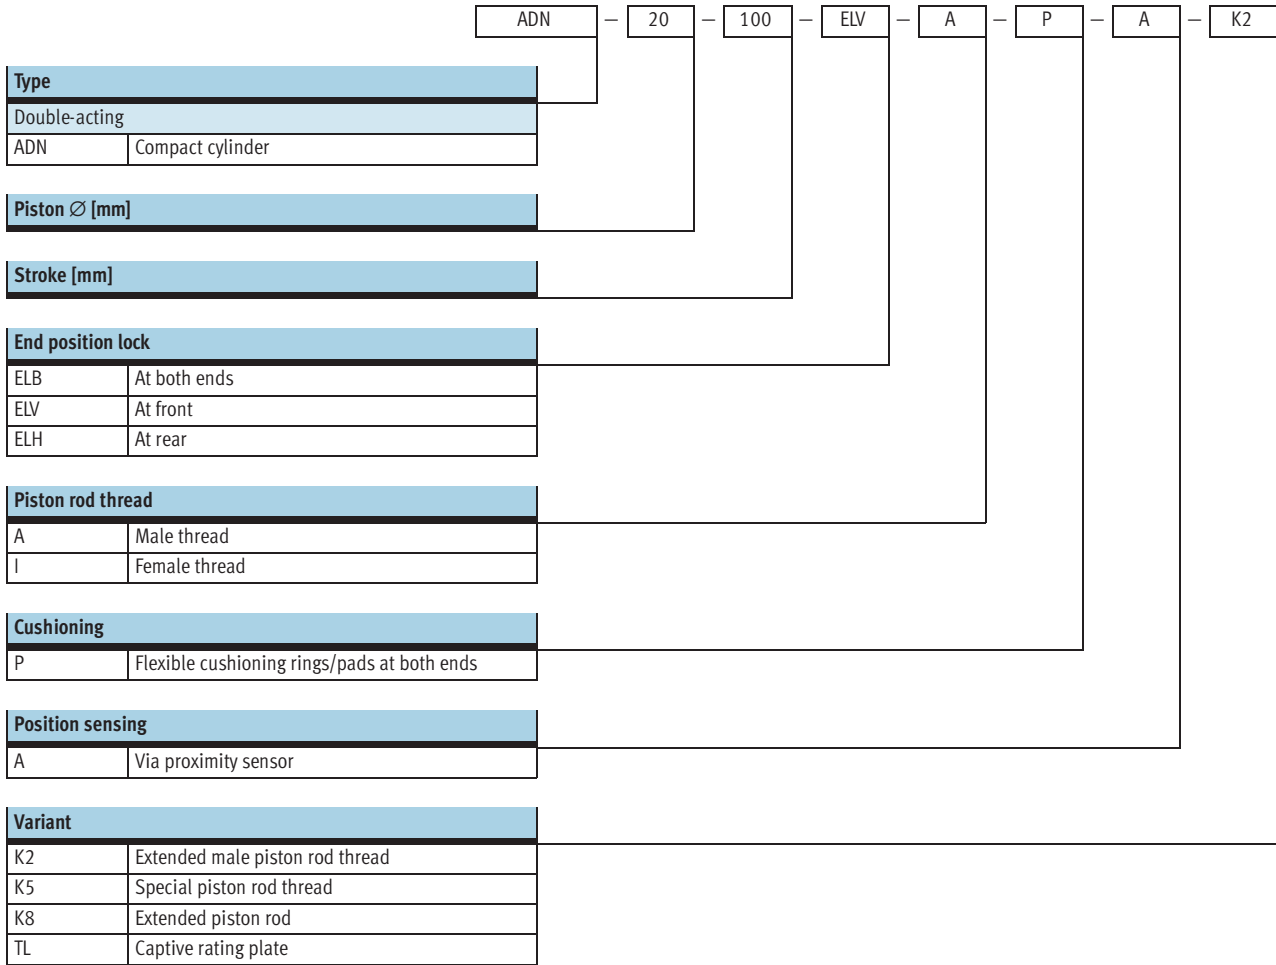 ADN – 20 – 100 – ELV – A – P – A – K2
Type
Double-acting
ADN Compact cylinder
Piston ∅ [mm]
Stroke [mm]
End position lock
ELB At both ends
ELV At front
ELH At rear
Piston rod thread
A Male thread
I Female thread
Cushioning
P Flexible cushioning rings/pads at both ends
Position sensing
A Via proximity sensor
Variant
K2 Extended male piston rod thread
K5 Special piston rod thread
K8 Extended piston rod
TL Captive rating plate